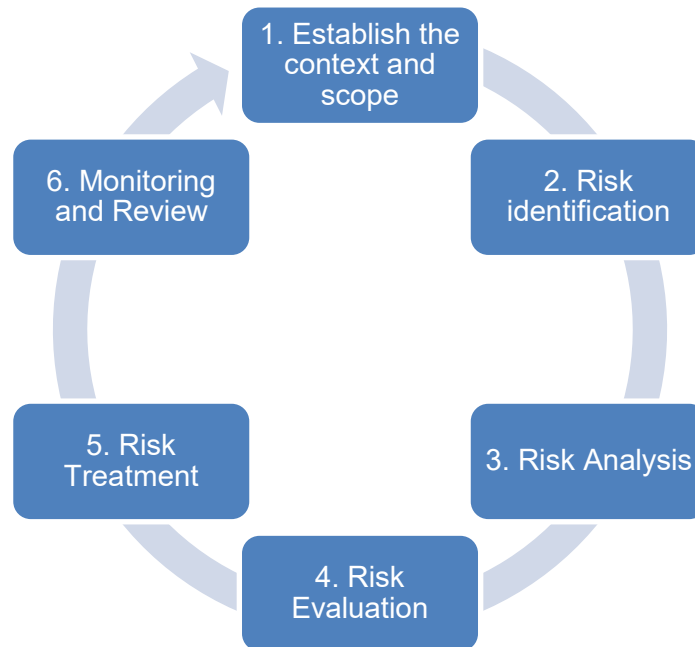 1. Establish the
context and
scope
2. Risk
identification
3. Risk Analysis
4. Risk
Evaluation
5. Risk
Treatment
6. Monitoring
and Review